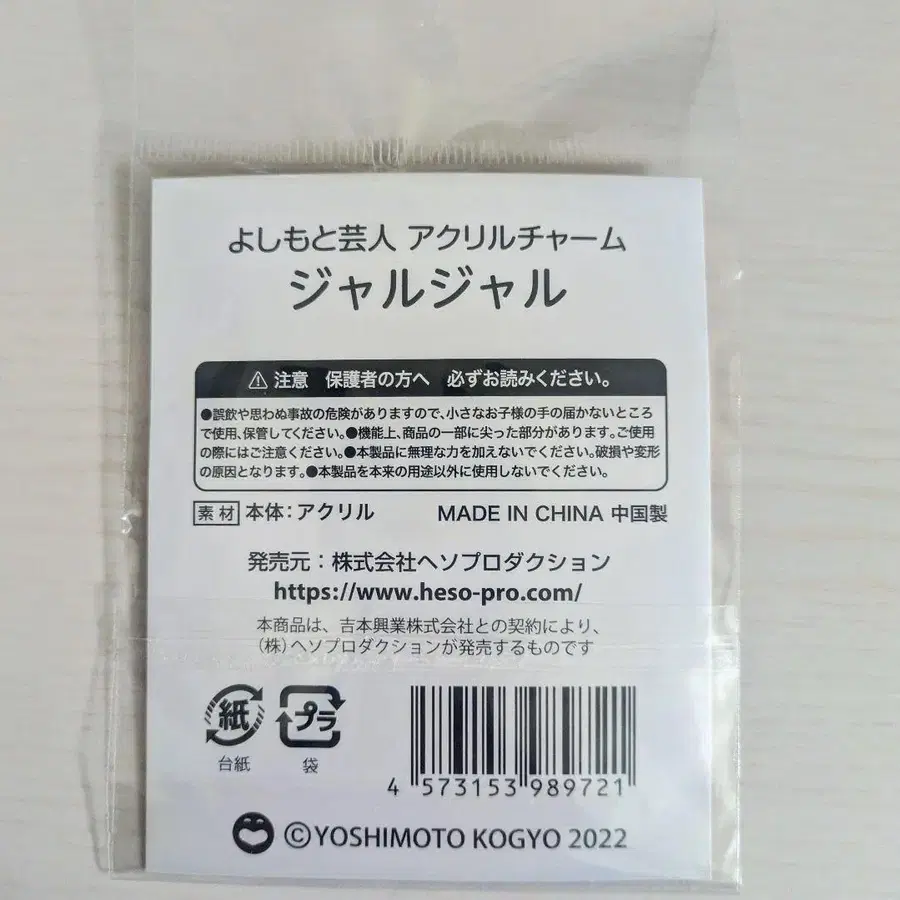 よしもと芸人 アクリルチャーム
ジャルジャル
⚠ 注意 保護者の方へ 必ずお読みください。
●誤飲や思わぬ事故の危険がありますので、小さなお子様の手の届かないところ
で使用、保管してください。●機能上、商品の一部に尖った部分があります。ご使用
の際にはご注意ください。●本製品に無理な力を加えないでください。破損や変形
の原因となります。●本製品を本来の用途以外に使用しないでください。
素材 本体：アクリル MADE IN CHINA 中国製
発売元：株式会社ヘソプロダクション
https://www.heso-pro.com/
本商品は、吉本興業株式会社との契約により、
（株）ヘソプロダクションが発売するものです
紙 プラ
台紙 袋
4 573153 989721
©YOSHIMOTO KOGYO 2022